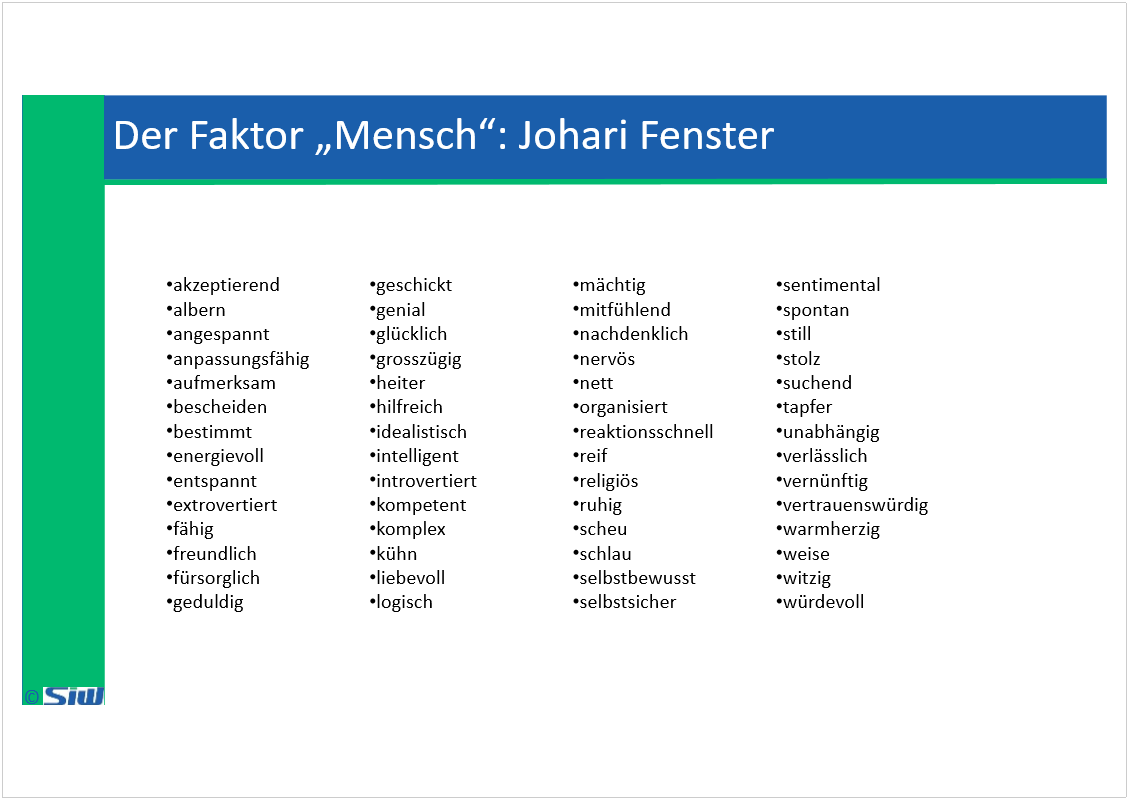 Der Faktor „Mensch“: Johari Fenster
•akzeptierend
•albern
•angespannt
•anpassungsfähig
•aufmerksam
•bescheiden
•bestimmt
•energievoll
•entspannt
•extrovertiert
•fähig
•freundlich
•fürsorglich
•geduldig
•geschickt
•genial
•glücklich
•grosszügig
•heiter
•hilfreich
•idealistisch
•intelligent
•introvertiert
•kompetent
•komplex
•kühn
•liebevoll
•logisch
•mächtig
•mitfühlend
•nachdenklich
•nervös
•nett
•organisiert
•reaktionsschnell
•reif
•religiös
•ruhig
•scheu
•schlau
•selbstbewusst
•selbstsicher
•sentimental
•spontan
•still
•stolz
•suchend
•tapfer
•unabhängig
•verlässlich
•vernünftig
•vertrauenswürdig
•warmherzig
•weise
•witzig
•würdevoll
© SIW